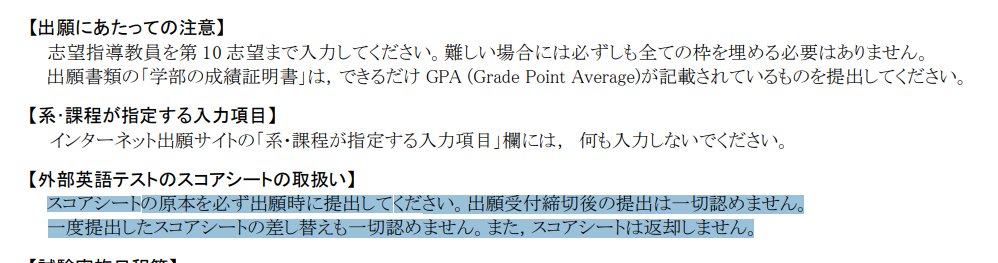 【出願にあたっての注意】
志望指導教員を第 10 志望まで入力してください。難しい場合には必ずしも全ての枠を埋める必要はありません。
出願書類の「学部の成績証明書」は，できるだけ GPA (Grade Point Average)が記載されているものを提出してください。
【系・課程が指定する入力項目】
インターネット出願サイトの「系・課程が指定する入力項目」欄には， 何も入力しないでください。
【外部英語テストのスコアシートの取扱い】
スコアシートの原本を必ず出願時に提出してください。出願受付締切後の提出は一切認めません。
一度提出したスコアシートの差し替えも一切認めません。また，スコアシートは返却しません。